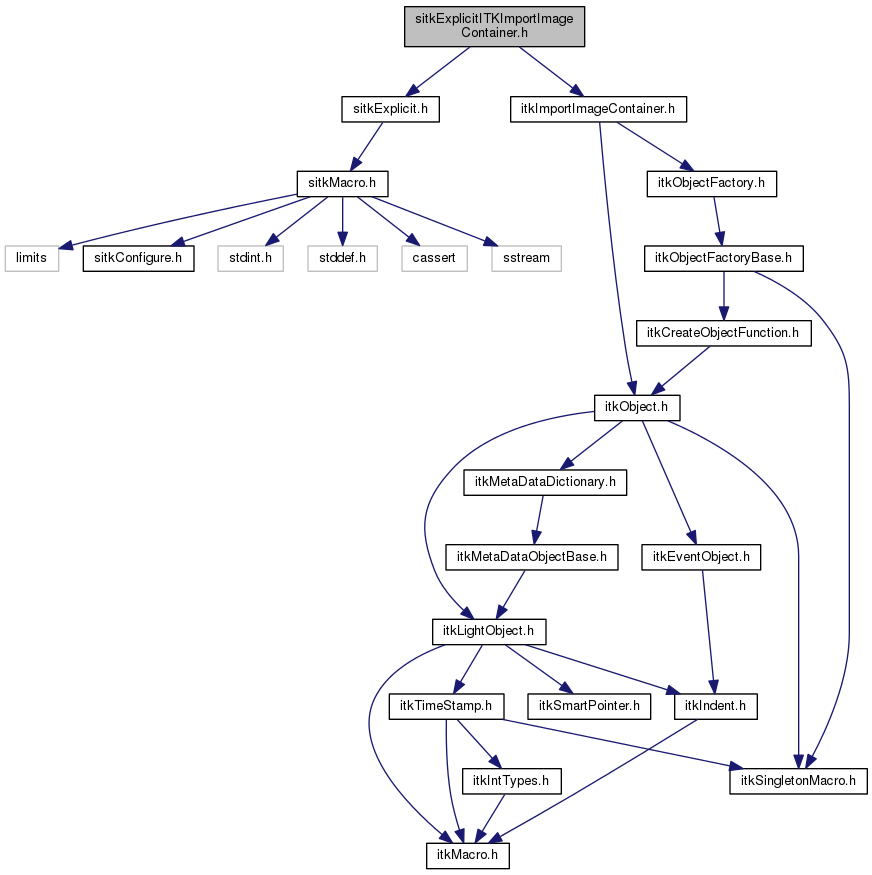 sitkExplicitITKImportImage
Container.h
sitkExplicit.h
itkImportImageContainer.h
sitkMacro.h
itkObjectFactory.h
limits
sitkConfigure.h
stdint.h
stddef.h
cassert
sstream
itkObjectFactoryBase.h
itkCreateObjectFunction.h
itkObject.h
itkMetaDataDictionary.h
itkMetaDataObjectBase.h
itkEventObject.h
itkLightObject.h
itkTimeStamp.h
itkSmartPointer.h
itkIndent.h
itkIntTypes.h
itkSingletonMacro.h
itkMacro.h